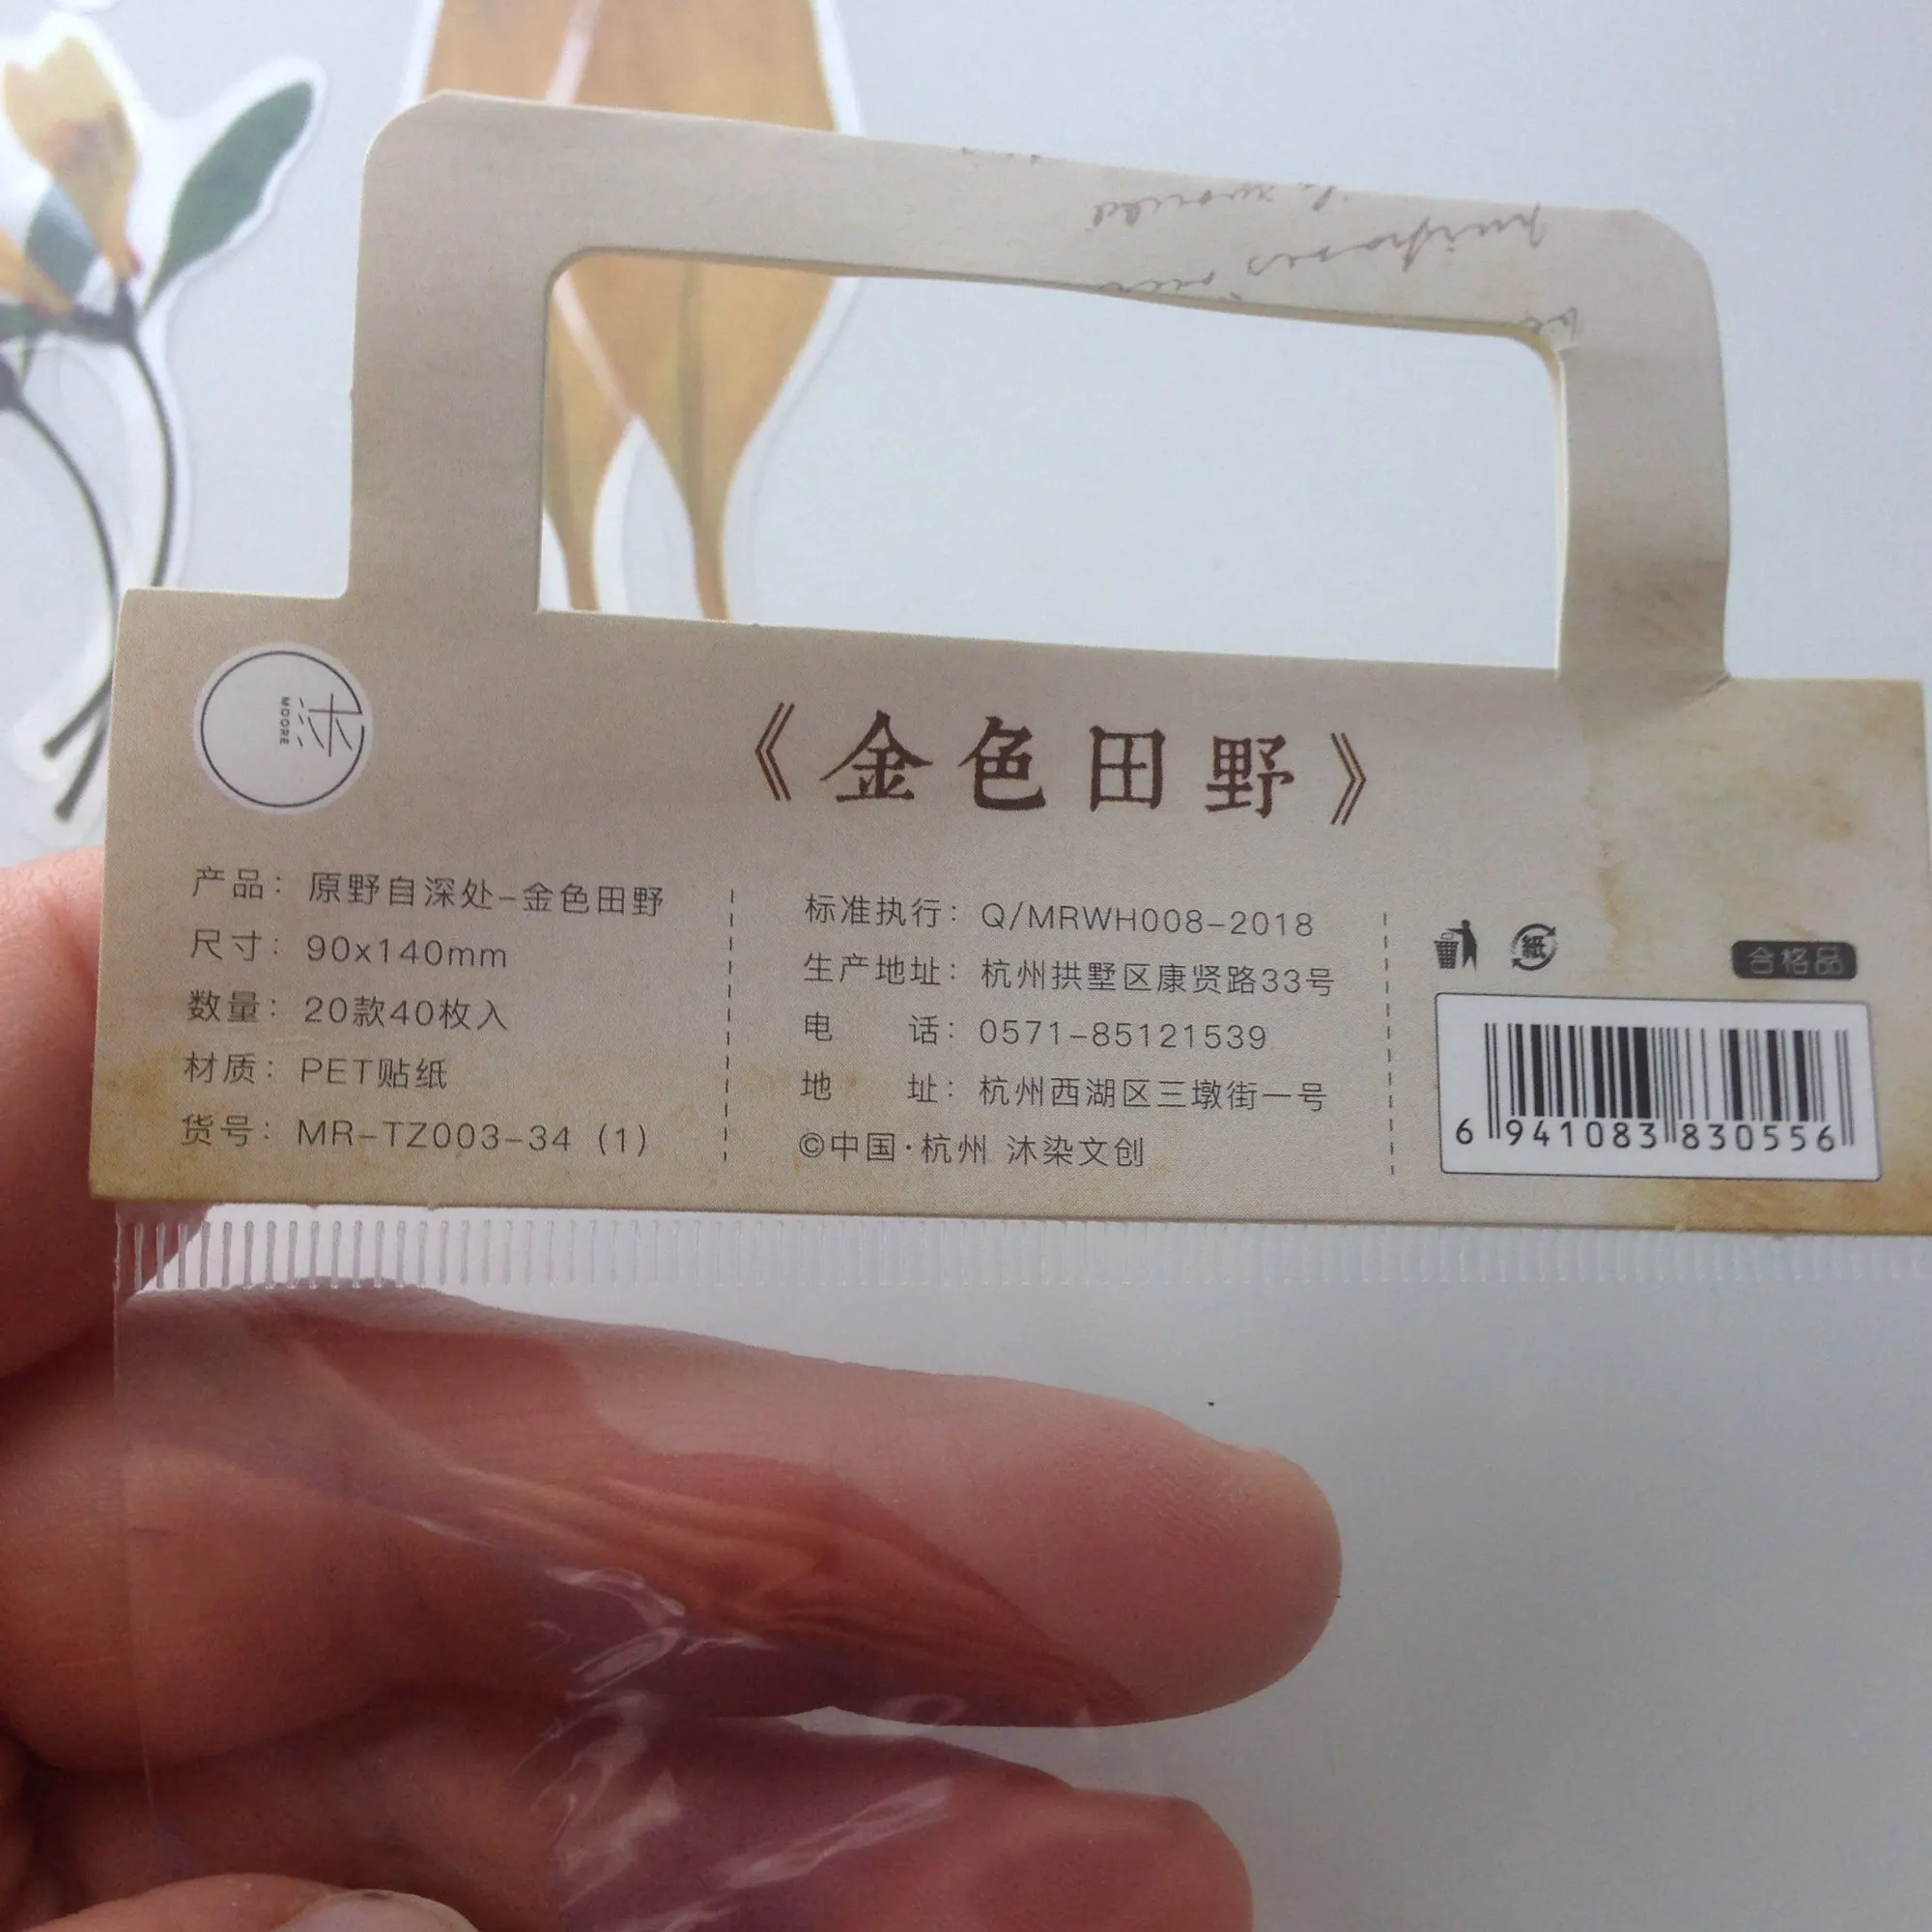 MOORE
《金色田野》
产品：原野自深处-金色田野
尺寸：90x140mm
数量：20款40枚入
材质：PET贴纸
货号：MR-TZ003-34（1）
标准执行：Q/MRWH008-2018
生产地址：杭州拱墅区康贤路33号
电 话：0571-85121539
地 址：杭州西湖区三墩街一号
©中国·杭州 沐染文创
紙
合格品
6 941083 830556